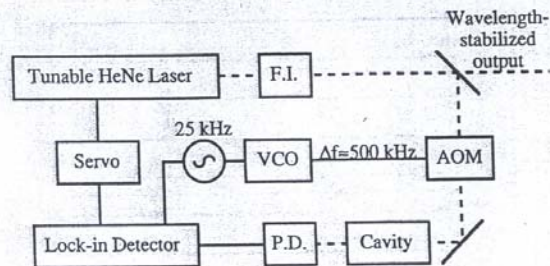 Wavelength-
stabilized
output
Tunable HeNe Laser
F.I.
25 kHz
Servo
VCO
Δf=500 kHz
AOM
Lock-in Detector
P.D.
Cavity